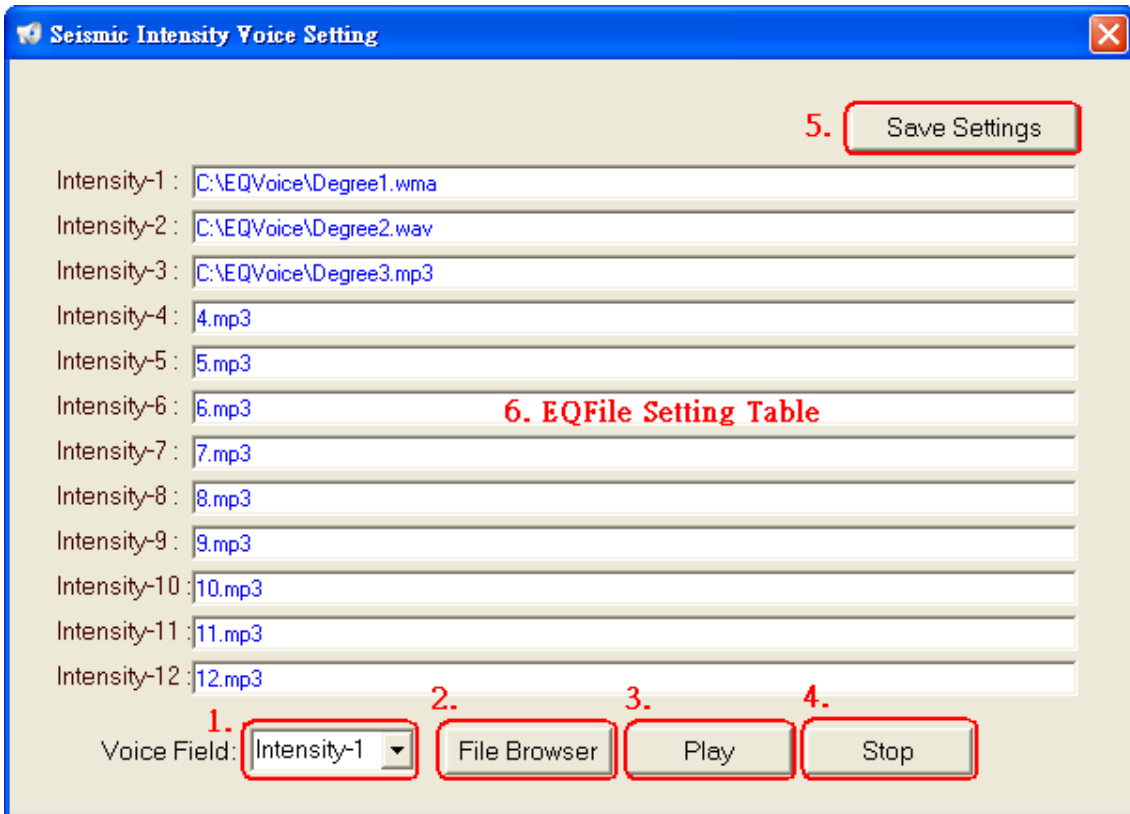 Seismic Intensity Voice Setting
5. Save Settings
Intensity-1 : C:\EQVoice\Degree1.wma
Intensity-2 : C:\EQVoice\Degree2.wav
Intensity-3 : C:\EQVoice\Degree3.mp3
Intensity-4 : 4.mp3
Intensity-5 : 5.mp3
Intensity-6 : 6.mp3 6. EQFile Setting Table
Intensity-7 : 7.mp3
Intensity-8 : 8.mp3
Intensity-9 : 9.mp3
Intensity-10 : 10.mp3
Intensity-11 : 11.mp3
Intensity-12 : 12.mp3
1. 2. 3. 4.
Voice Field: Intensity-1 File Browser Play Stop